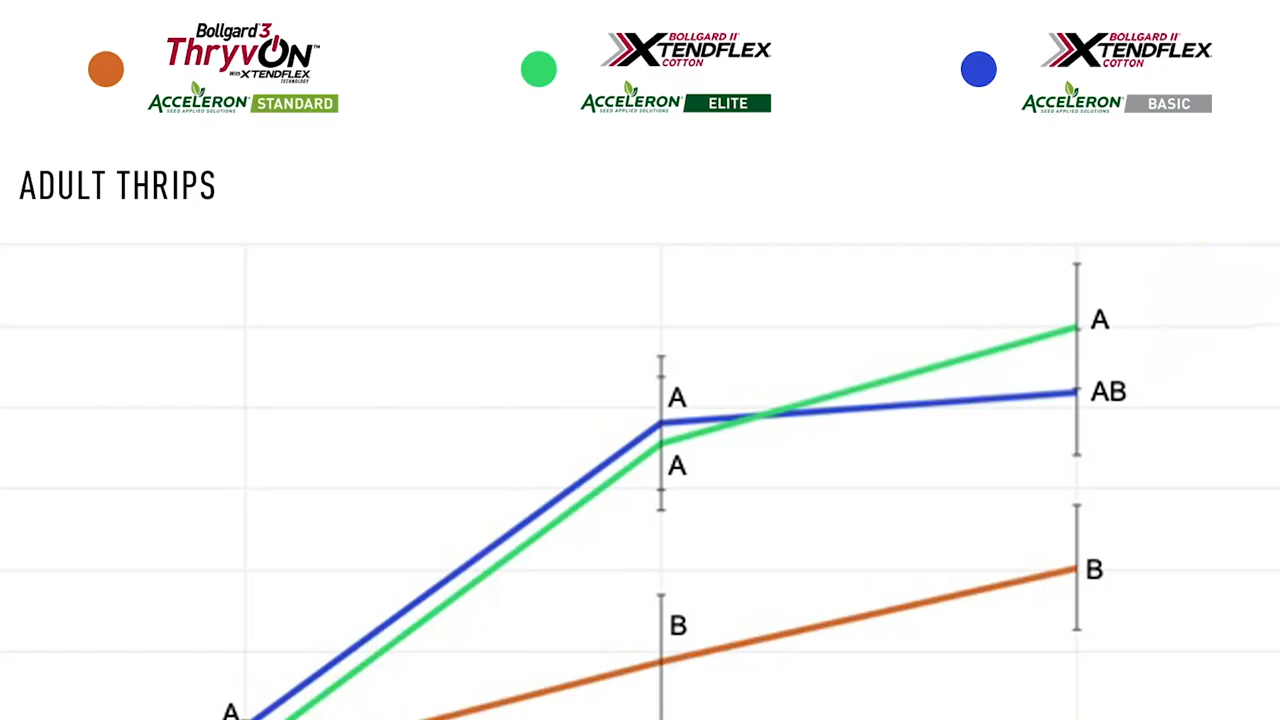 Bollgard 3
ThryvON™
With XTENDFLEX
TECHNOLOGY
ACCELERON
SEED APPLIED SOLUTIONS
STANDARD
BOLLGARD II
XTENDFLEX
COTTON
ACCELERON
SEED APPLIED SOLUTIONS
ELITE
BOLLGARD II
XTENDFLEX
COTTON
ACCELERON
SEED APPLIED SOLUTIONS
BASIC
ADULT THRIPS
A
AB
A
A
B
B
A